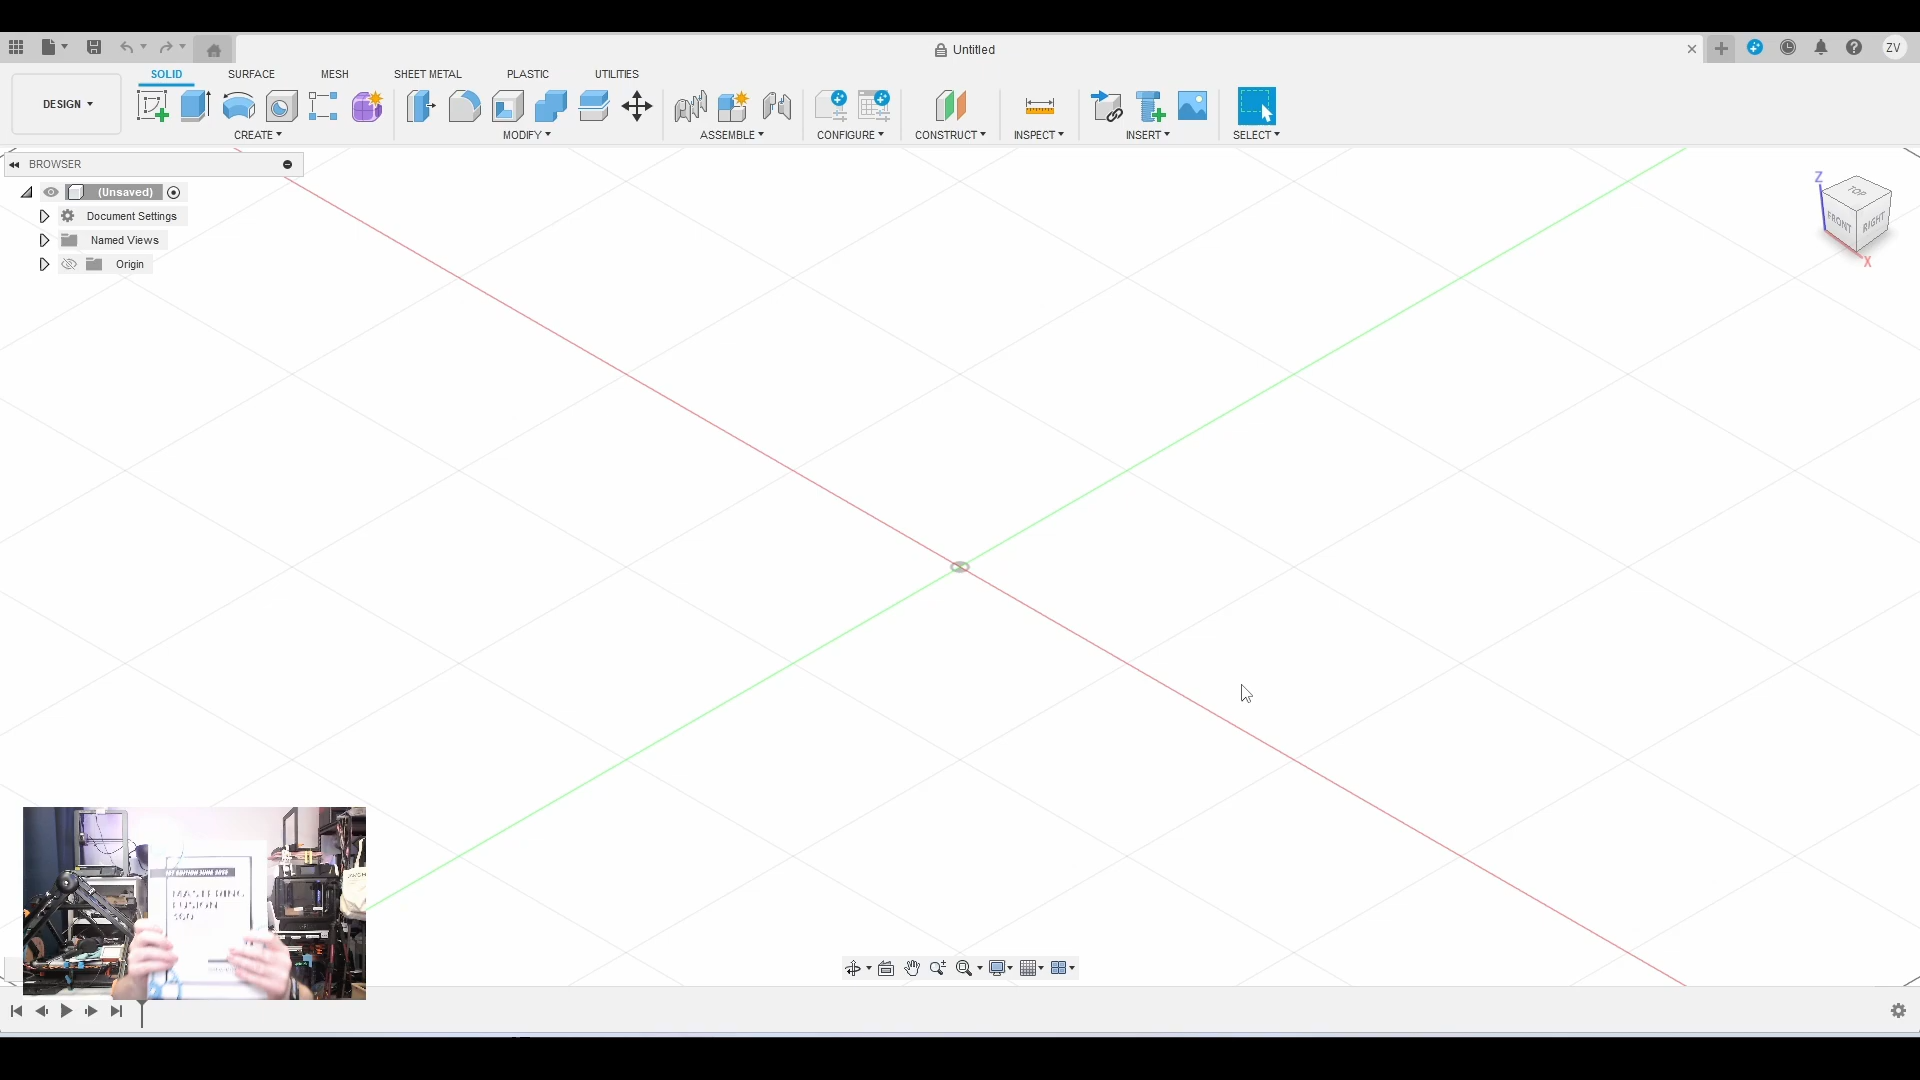 Untitled
ZV
SOLID SURFACE MESH SHEET METAL PLASTIC UTILITIES
DESIGN
CREATE MODIFY ASSEMBLE CONFIGURE CONSTRUCT INSPECT INSERT SELECT
BROWSER
(Unsaved)
Document Settings
Named Views
Origin
Z
TOP
FRONT RIGHT
X
MASTERING
FUSION
360